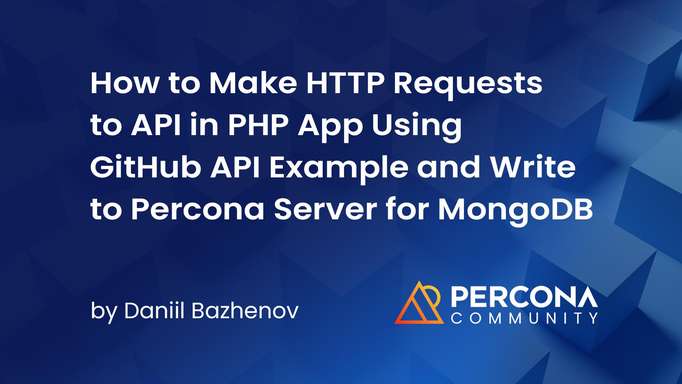 How to Make HTTP Requests
to API in PHP App Using
GitHub API Example and Write
to Percona Server for MongoDB
by Daniil Bazhenov
PERCONA
COMMUNITY